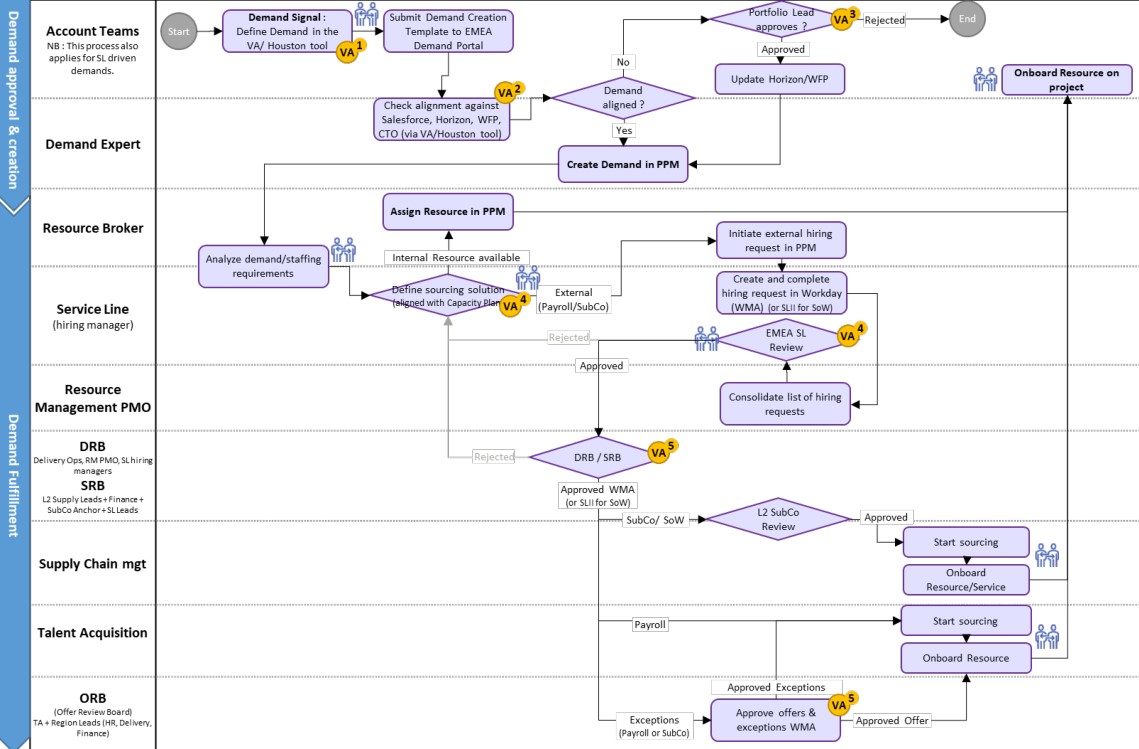 Demand approval & creation
Demand Fulfillment
Account Teams
NB : This process also
applies for SL driven
demands.
Start
Demand Signal :
Define Demand in the
VA/ Houston tool
VA 1
Submit Demand Creation
Template to EMEA
Demand Portal
Portfolio Lead
approves ?
VA 3
Rejected
End
Approved
No
Update Horizon/WFP
Onboard Resource on
project
Demand Expert
VA 2
Check alignment against
Salesforce, Horizon, WFP,
CTO (via VA/Houston tool)
Demand
aligned ?
Yes
Create Demand in PPM
Resource Broker
Assign Resource in PPM
Analyze demand/staffing
requirements
Internal Resource available
Initiate external hiring
request in PPM
Service Line
(hiring manager)
Define sourcing solution
(aligned with Capacity Plan
VA 4
External
(Payroll/SubCo)
Create and complete
hiring request in Workday
(WMA) (or SLII for SoW)
Rejected
EMEA SL
Review
VA 4
Approved
Resource
Management PMO
Consolidate list of hiring
requests
DRB
Delivery Ops, RM PMO, SL hiring
managers
SRB
L2 Supply Leads + Finance +
SubCo Anchor + SL Leads
Rejected
DRB / SRB
VA 5
Approved WMA
(or SLII for SoW)
SubCo/ SoW
L2 SubCo
Review
Approved
Supply Chain mgt
Start sourcing
Onboard
Resource/Service
Talent Acquisition
Payroll
Start sourcing
Onboard Resource
ORB
(Offer Review Board)
TA + Region Leads (HR, Delivery,
Finance)
Approved Exceptions
Exceptions
(Payroll or SubCo)
Approve offers &
exceptions WMA
VA 5
Approved Offer